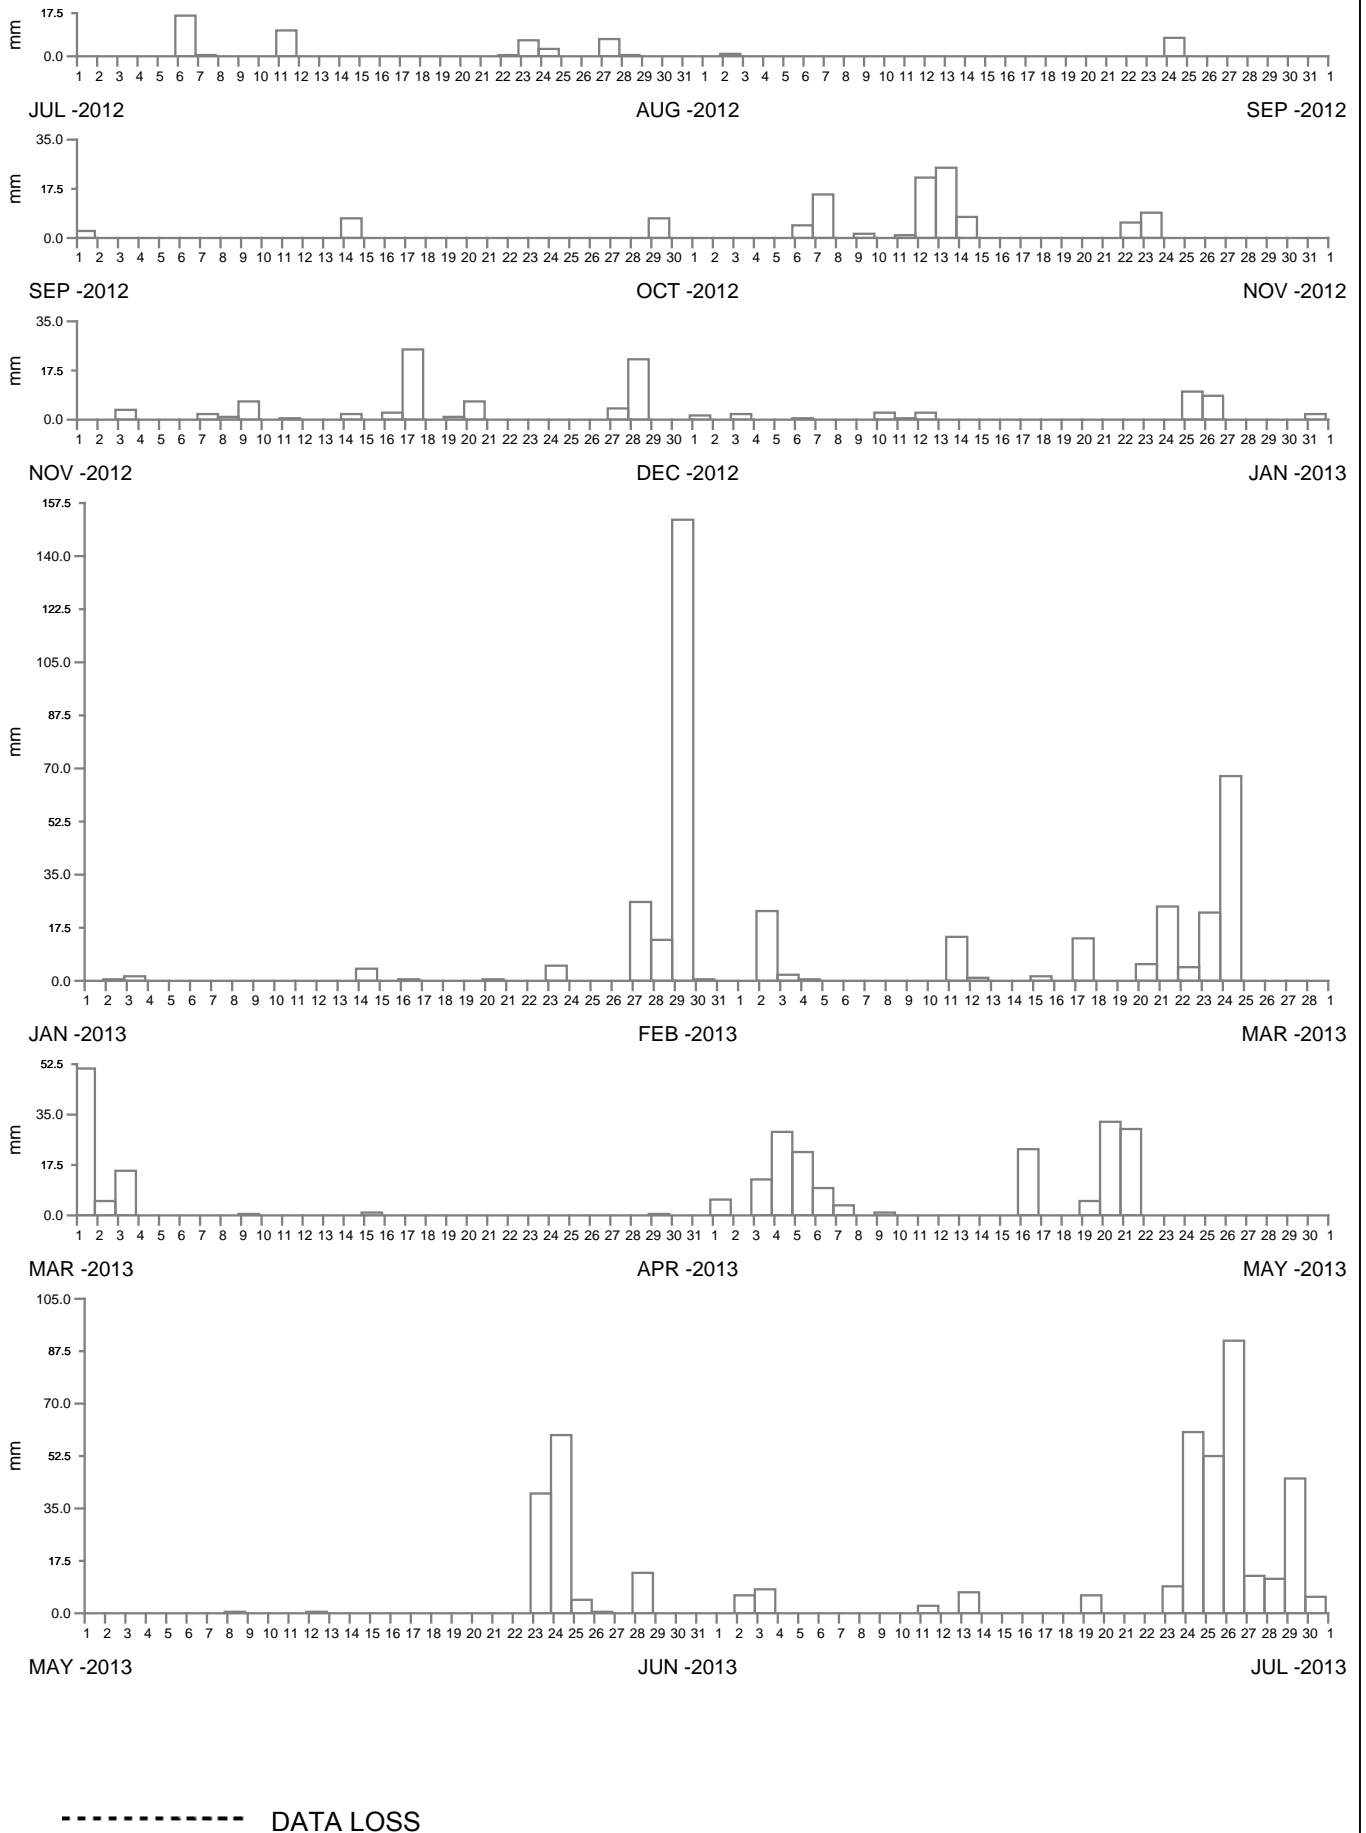 17.5
mm
0.0
1 2 3 4 5 6 7 8 9 10 11 12 13 14 15 16 17 18 19 20 21 22 23 24 25 26 27 28 29 30 31 1 2 3 4 5 6 7 8 9 10 11 12 13 14 15 16 17 18 19 20 21 22 23 24 25 26 27 28 29 30 31 1
JUL -2012 AUG -2012 SEP -2012
35.0
mm
17.5
0.0
1 2 3 4 5 6 7 8 9 10 11 12 13 14 15 16 17 18 19 20 21 22 23 24 25 26 27 28 29 30 1 2 3 4 5 6 7 8 9 10 11 12 13 14 15 16 17 18 19 20 21 22 23 24 25 26 27 28 29 30 31 1
SEP -2012 OCT -2012 NOV -2012
35.0
mm
17.5
0.0
1 2 3 4 5 6 7 8 9 10 11 12 13 14 15 16 17 18 19 20 21 22 23 24 25 26 27 28 29 30 1 2 3 4 5 6 7 8 9 10 11 12 13 14 15 16 17 18 19 20 21 22 23 24 25 26 27 28 29 30 31 1
NOV -2012 DEC -2012 JAN -2013
157.5
140.0
122.5
105.0
87.5
mm
70.0
52.5
35.0
17.5
0.0
1 2 3 4 5 6 7 8 9 10 11 12 13 14 15 16 17 18 19 20 21 22 23 24 25 26 27 28 29 30 31 1 2 3 4 5 6 7 8 9 10 11 12 13 14 15 16 17 18 19 20 21 22 23 24 25 26 27 28 1
JAN -2013 FEB -2013 MAR -2013
52.5
35.0
mm
17.5
0.0
1 2 3 4 5 6 7 8 9 10 11 12 13 14 15 16 17 18 19 20 21 22 23 24 25 26 27 28 29 30 31 1 2 3 4 5 6 7 8 9 10 11 12 13 14 15 16 17 18 19 20 21 22 23 24 25 26 27 28 29 30 1
MAR -2013 APR -2013 MAY -2013
105.0
87.5
70.0
mm
52.5
35.0
17.5
0.0
1 2 3 4 5 6 7 8 9 10 11 12 13 14 15 16 17 18 19 20 21 22 23 24 25 26 27 28 29 30 31 1 2 3 4 5 6 7 8 9 10 11 12 13 14 15 16 17 18 19 20 21 22 23 24 25 26 27 28 29 30 1
MAY -2013 JUN -2013 JUL -2013
DATA LOSS